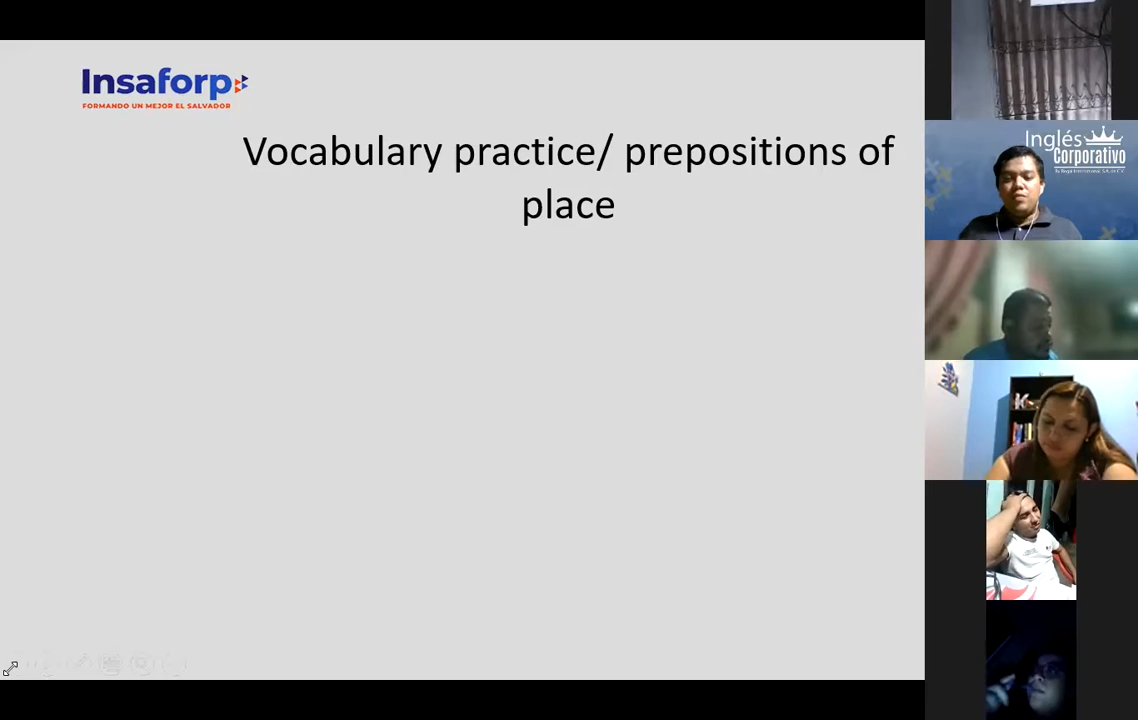 Insaforp
FORMANDO UN MEJOR EL SALVADOR
Vocabulary practice/ prepositions of
place
Inglés
Corporativo